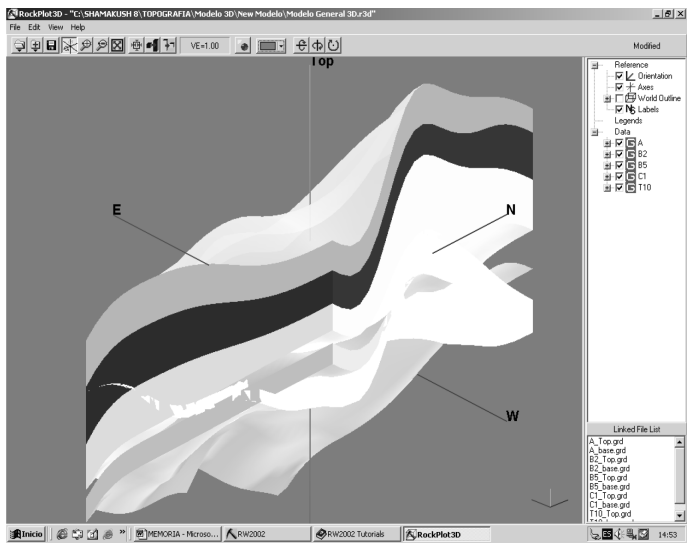 RockPlot3D - "C:\SHAMAKUSH 8\TOPOGRAFIA\Modelo 3D\New Modelo\Modelo General 3D.r3d"
File Edit View Help
VE=1.00
Modified
Top
E
N
W
Reference
Orientation
Axes
World Outline
Labels
Legends
Data
A
B2
B5
C1
T10
Linked File List
A_Top.grd
A_base.grd
B2_Top.grd
B2_base.grd
B5_Top.grd
B5_base.grd
C1_Top.grd
C1_base.grd
T10_Top.grd
Inicio » MEMORIA - Microso... RW2002 RW2002 Tutorials RockPlot3D ES 14:53